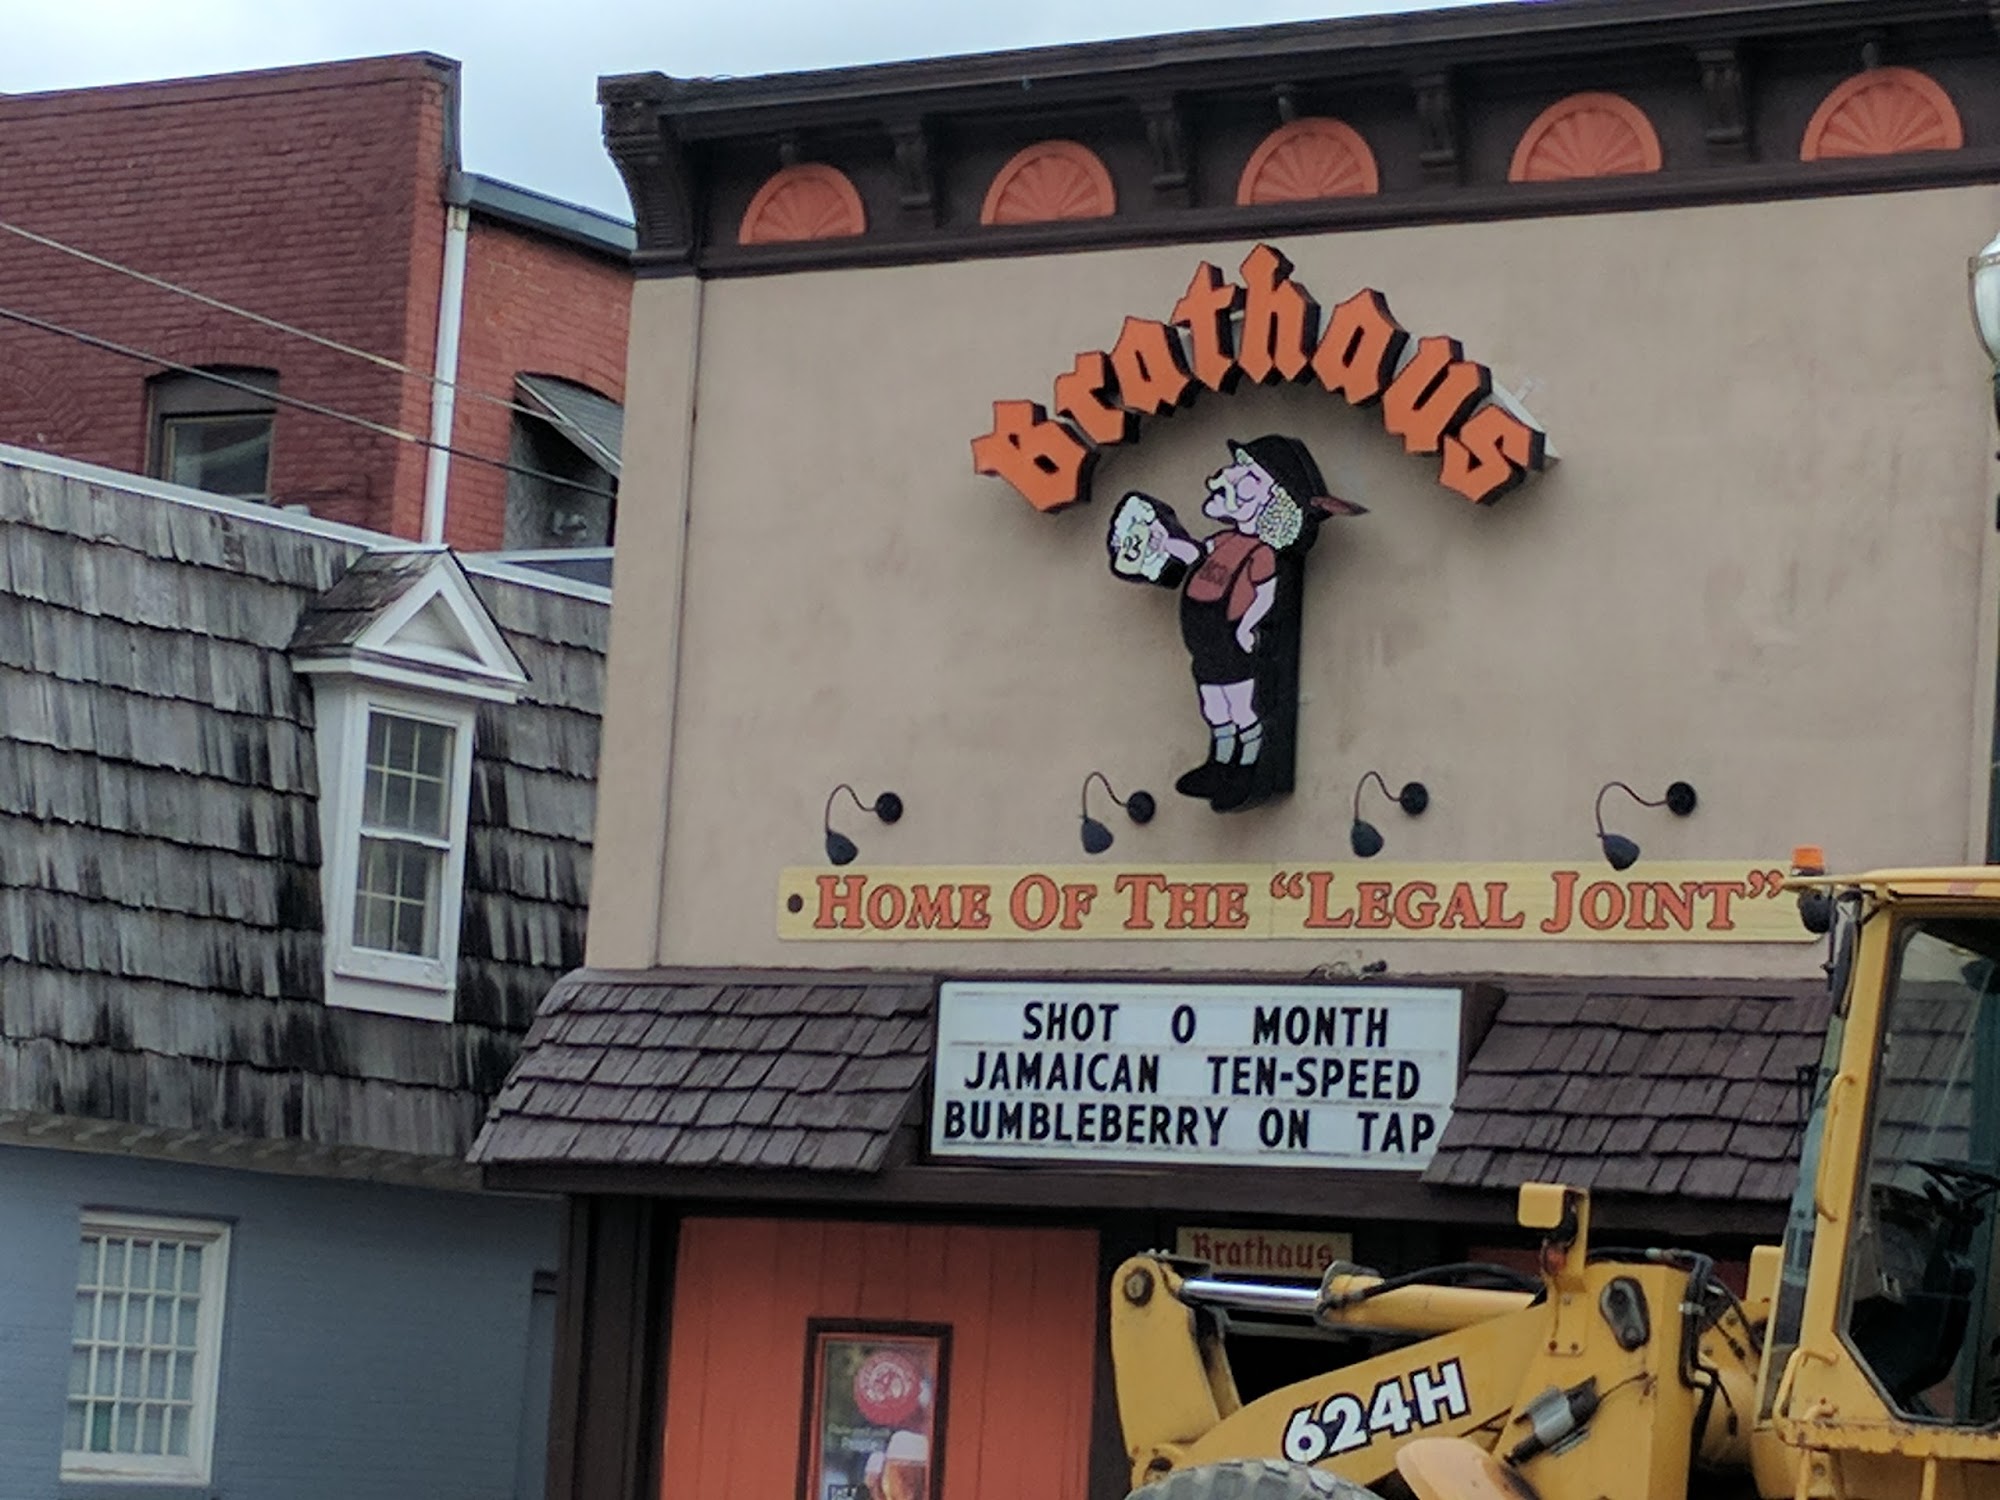 Brathaus
HOME OF THE “LEGAL JOINT”
SHOT O MONTH
JAMAICAN TEN-SPEED
BUMBLEBERRY ON TAP
Brathaus
624H